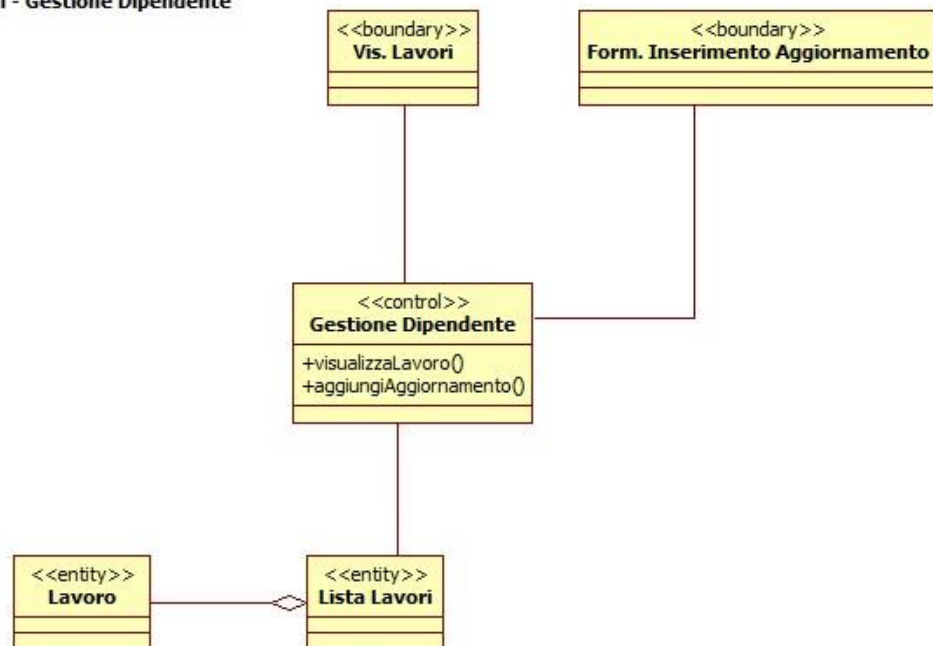 - Gestione Dipendente
<<boundary>>
Vis. Lavori
<<boundary>>
Form. Inserimento Aggiornamento
<<control>>
Gestione Dipendente
+visualizzaLavoro()
+aggiungiAggiornamento()
<<entity>>
Lavoro
<<entity>>
Lista Lavori